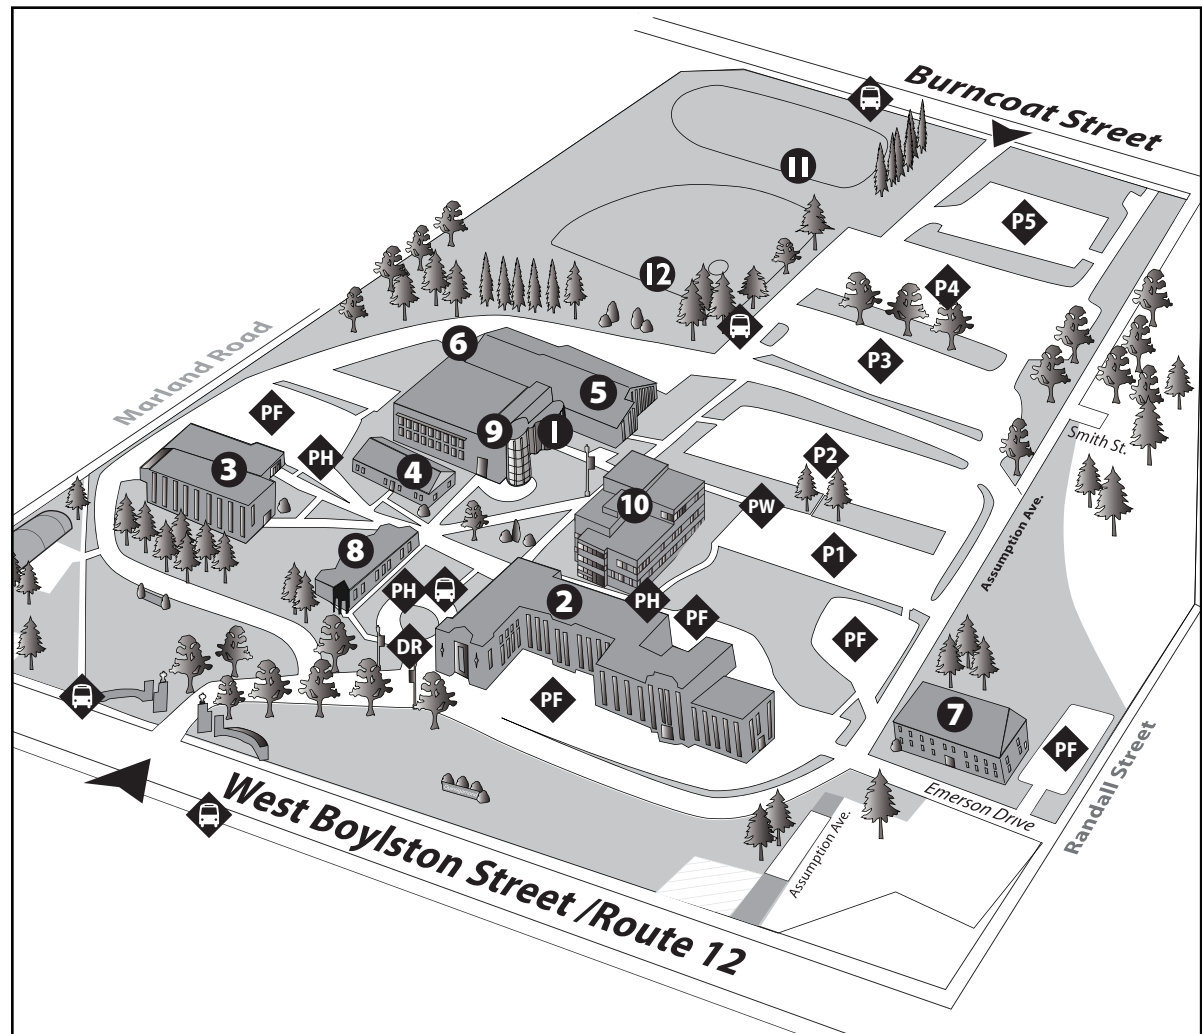 Burncoat Street
11
P5
12
P4
Marland Road
6
P3
5
PF
9
1
Smith St.
PH
3
4
P2
10
PW
Assumption Ave.
8
P1
PH
2
PH
PF
PF
DR
PF
7
PF
Emerson Drive
Randall Street
Assumption Ave.
West Boylston Street /Route 12